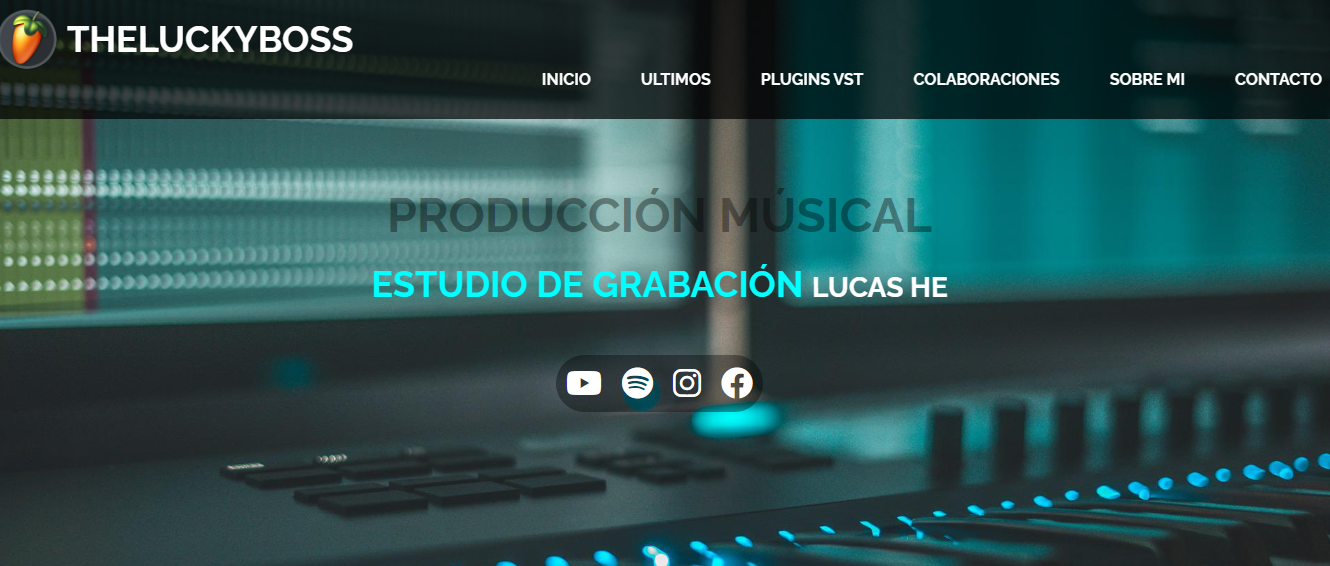 THELUCKYBOSS
INICIO ULTIMOS PLUGINS VST COLABORACIONES SOBRE MI CONTACTO
PRODUCCIÓN MÚSICAL
ESTUDIO DE GRABACIÓN LUCAS HE